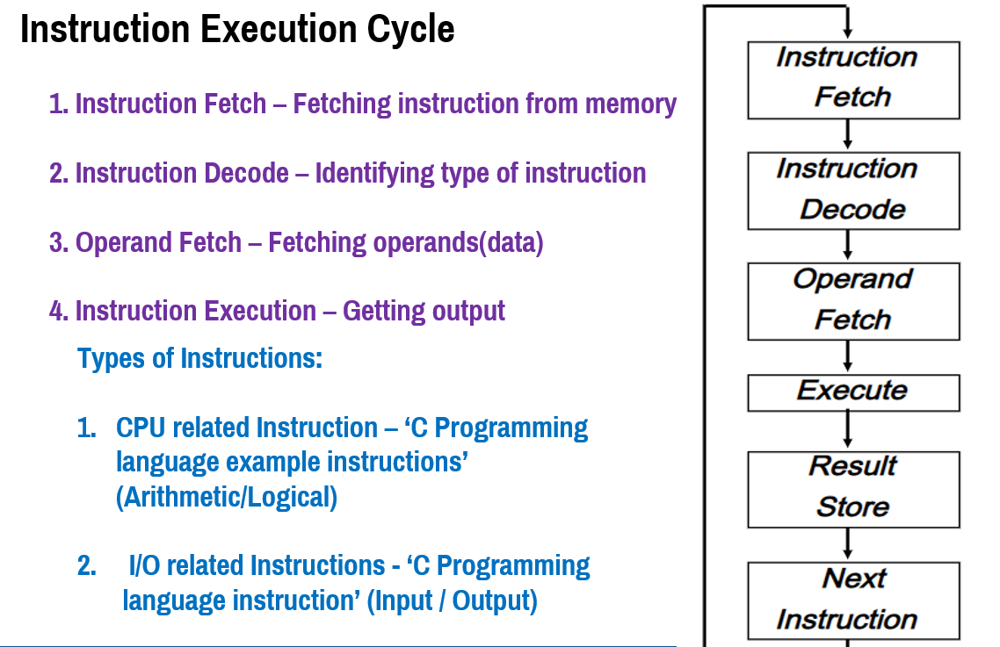 Instruction Execution Cycle
1. Instruction Fetch – Fetching instruction from memory
2. Instruction Decode – Identifying type of instruction
3. Operand Fetch – Fetching operands(data)
4. Instruction Execution – Getting output
Types of Instructions:
1. CPU related Instruction – ‘C Programming
language example instructions’
(Arithmetic/Logical)
2. I/O related Instructions - ‘C Programming
language instruction’ (Input / Output)
Instruction
Fetch
Instruction
Decode
Operand
Fetch
Execute
Result
Store
Next
Instruction